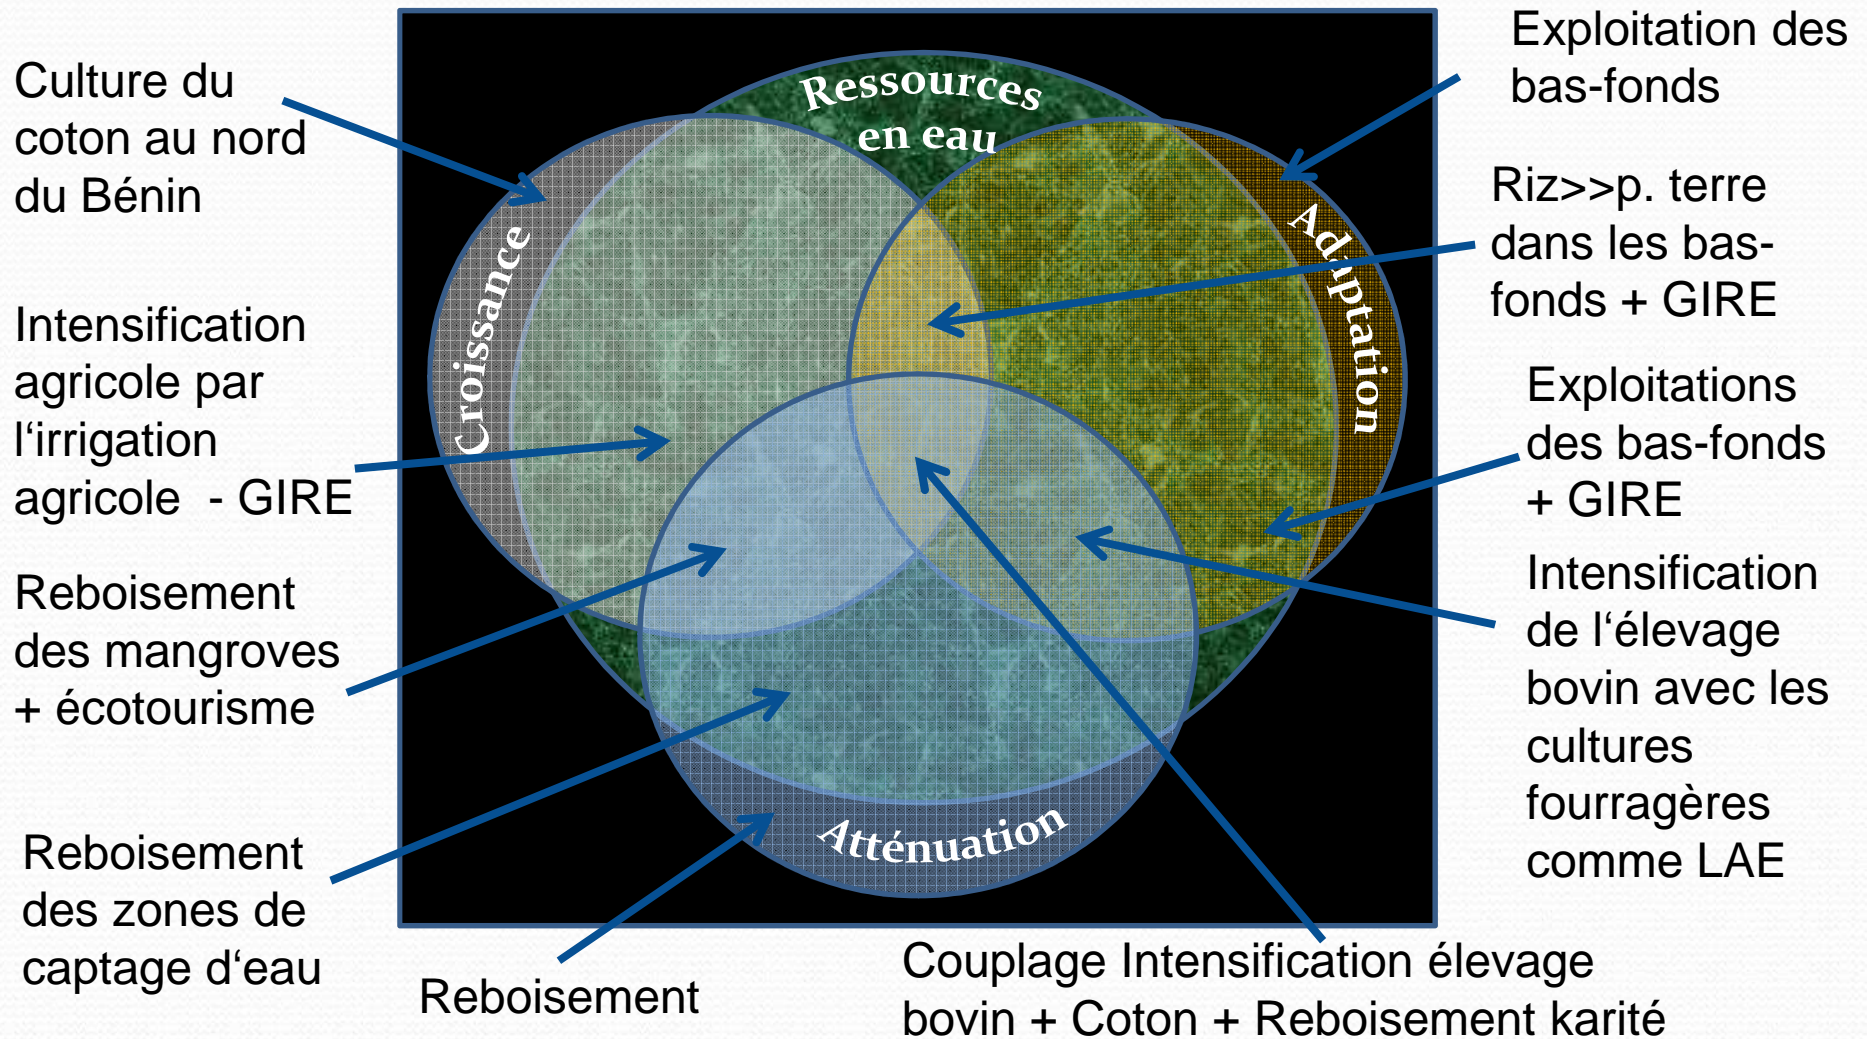 Culture du
coton au nord
du Bénin
Intensification
agricole par
l‘irrigation
agricole - GIRE
Reboisement
des mangroves
+ écotourisme
Reboisement
des zones de
captage d‘eau
Reboisement
Ressources
en eau
Croissance
Adaptation
Atténuation
Exploitation des
bas-fonds
Riz>>p. terre
dans les bas-
fonds + GIRE
Exploitations
des bas-fonds
+ GIRE
Intensification
de l‘élevage
bovin avec les
cultures
fourragères
comme LAE
Couplage Intensification élevage
bovin + Coton + Reboisement karité